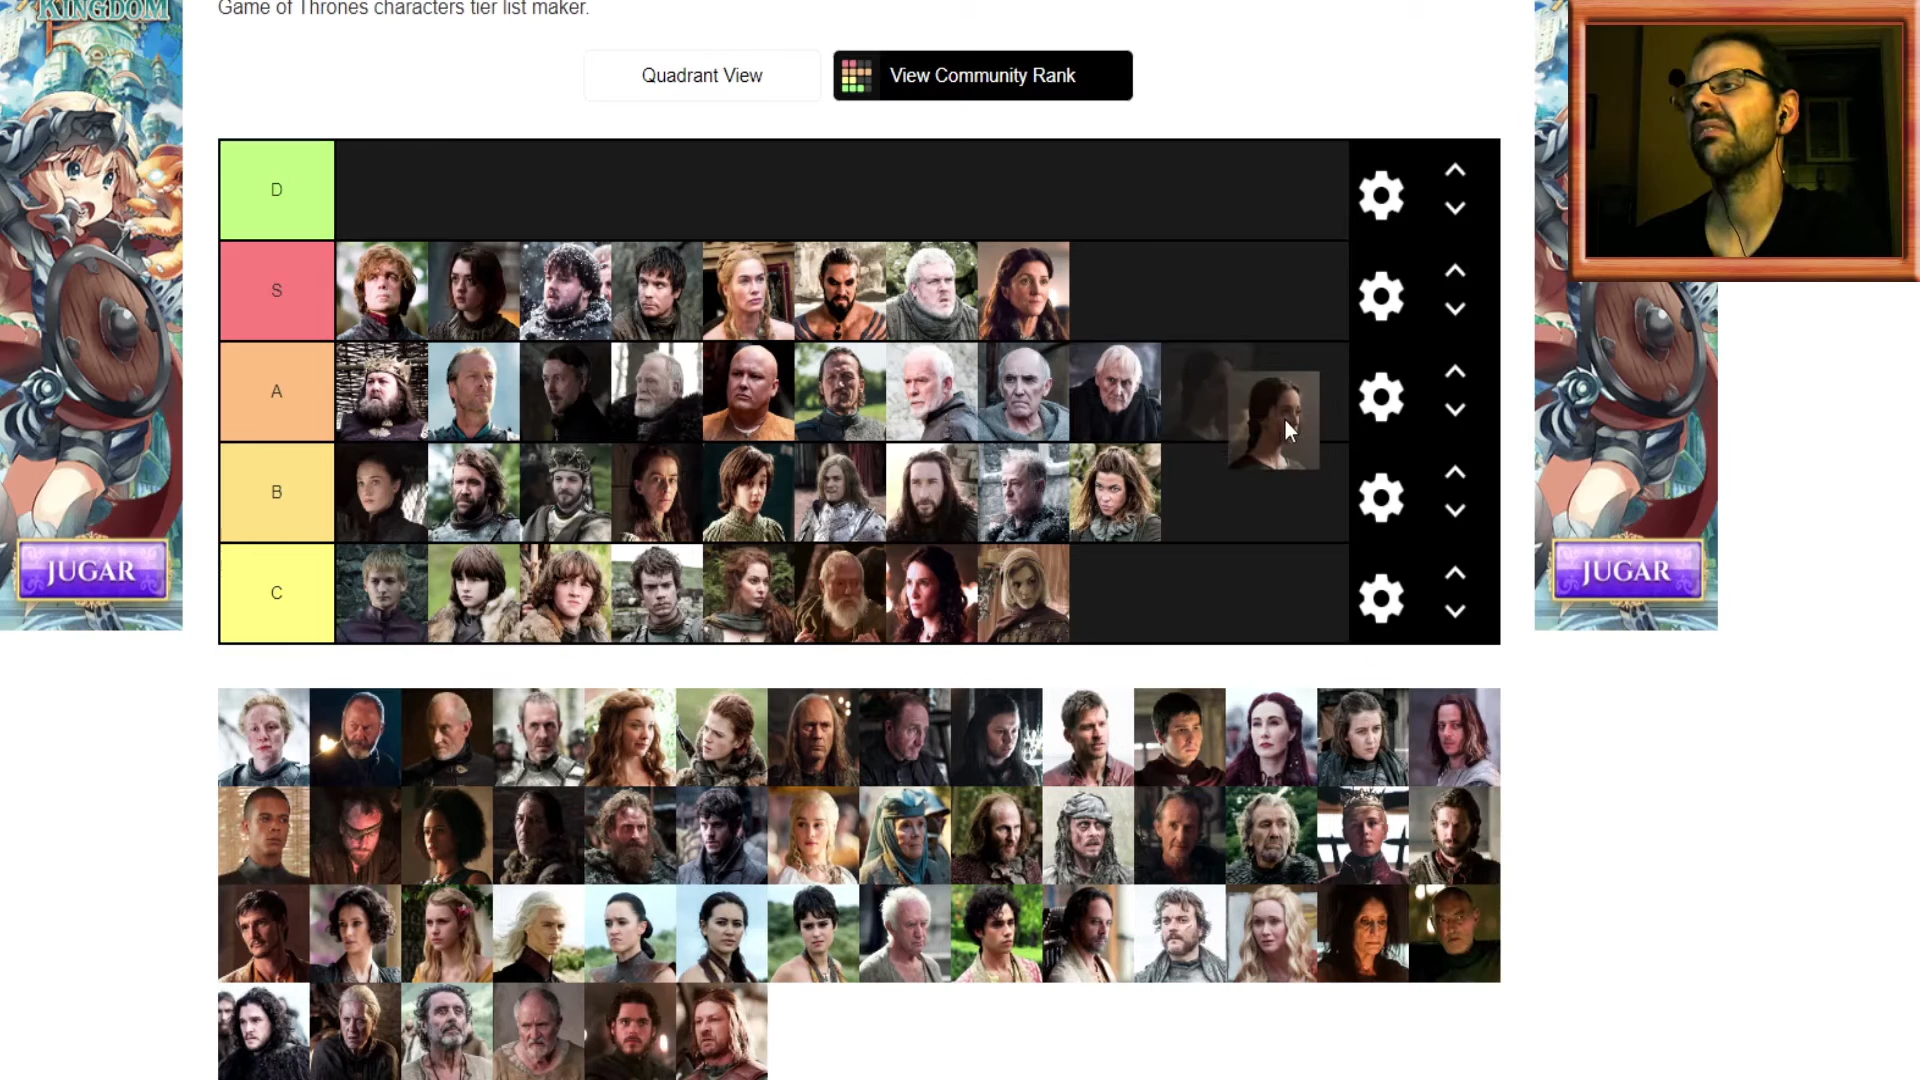 KINGDOM
Game of Thrones characters tier list maker.
Quadrant View
View Community Rank
D
S
A
B
C
JUGAR
JUGAR